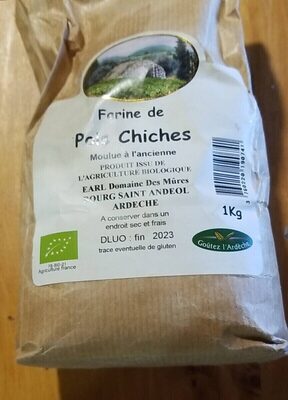 Farine de
Pois Chiches
Moulue à l'ancienne
PRODUIT ISSU DE
L'AGRICULTURE BIOLOGIQUE
EARL Domaine Des Mûres
BOURG SAINT ANDEOL
ARDECHE
1Kg
A conserver dans un
endroit sec et frais
DLUO : fin 2023
trace eventuelle de gluten
Agriculture france
Goûtez l'Ardèche